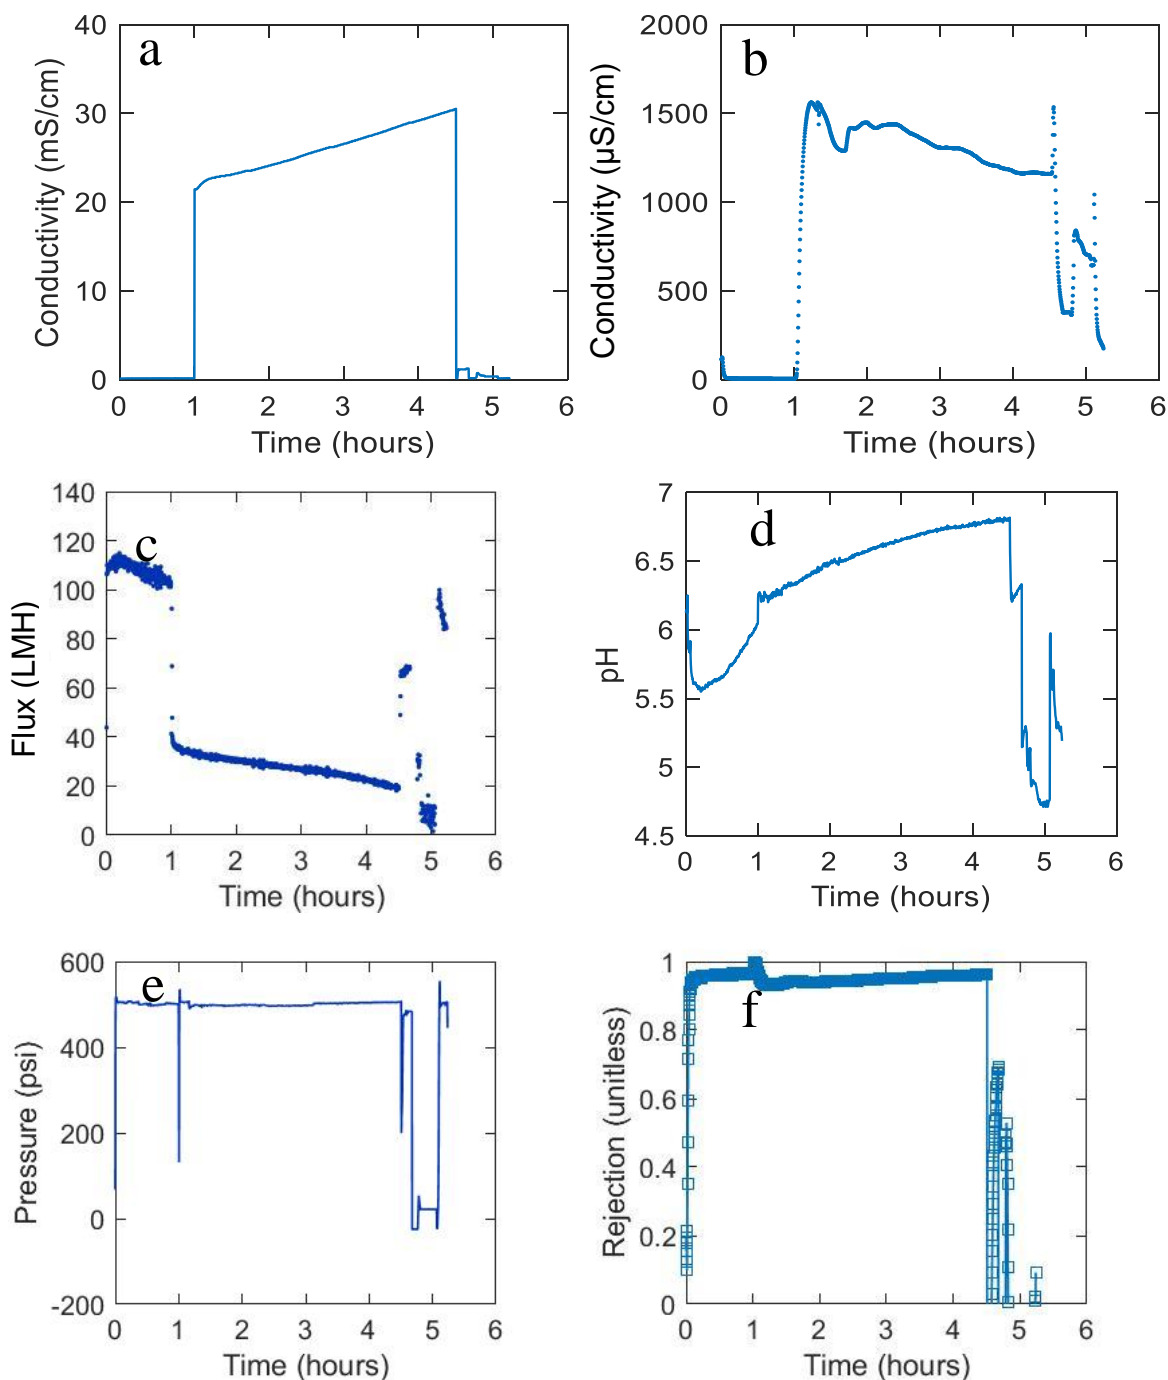 a
Conductivity (mS/cm)
40
30
20
10
0
0 1 2 3 4 5 6
Time (hours)
b
Conductivity (µS/cm)
2000
1500
1000
500
0
0 1 2 3 4 5 6
Time (hours)
c
Flux (LMH)
140
120
100
80
60
40
20
0
0 1 2 3 4 5 6
Time (hours)
d
pH
7
6.5
6
5.5
5
4.5
0 1 2 3 4 5 6
Time (hours)
e
Pressure (psi)
600
400
200
0
-200
0 1 2 3 4 5 6
Time (hours)
f
Rejection (unitless)
1
0.8
0.6
0.4
0.2
0
0 1 2 3 4 5 6
Time (hours)